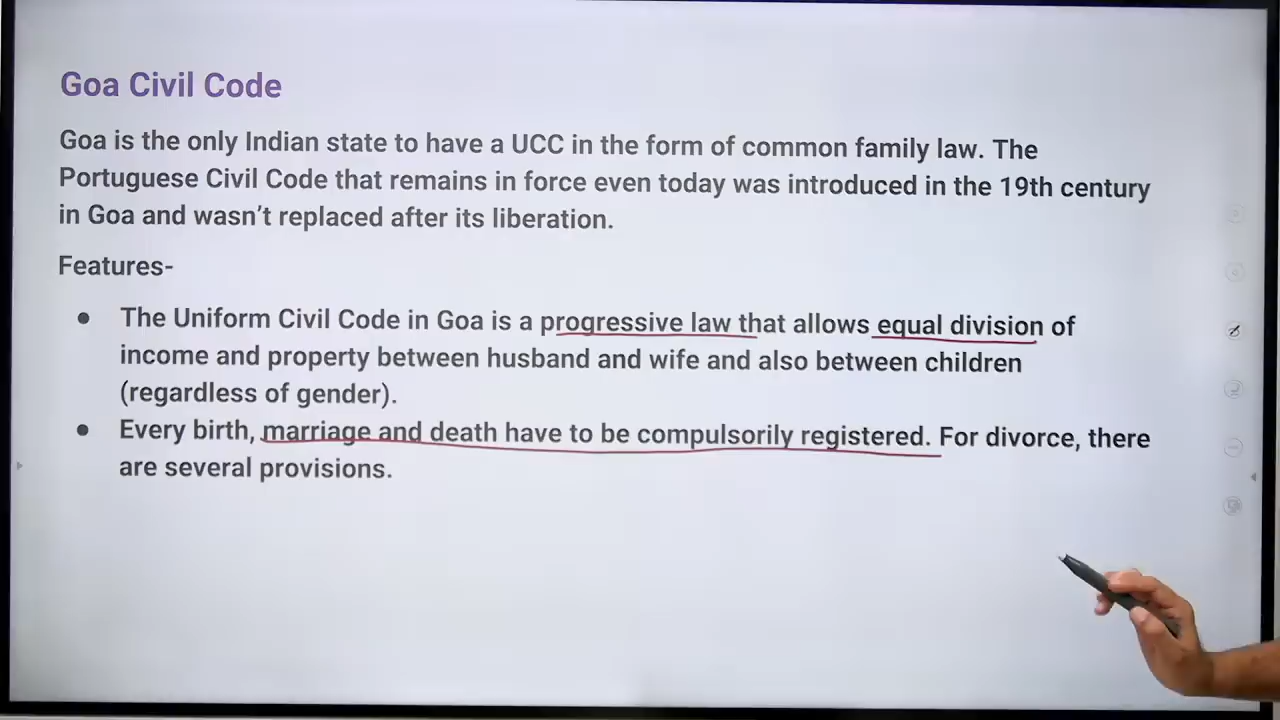 Goa Civil Code
Goa is the only Indian state to have a UCC in the form of common family law. The
Portuguese Civil Code that remains in force even today was introduced in the 19th century
in Goa and wasn't replaced after its liberation.
Features-
● The Uniform Civil Code in Goa is a progressive law that allows equal division of
income and property between husband and wife and also between children
(regardless of gender).
● Every birth, marriage and death have to be compulsorily registered. For divorce, there
are several provisions.